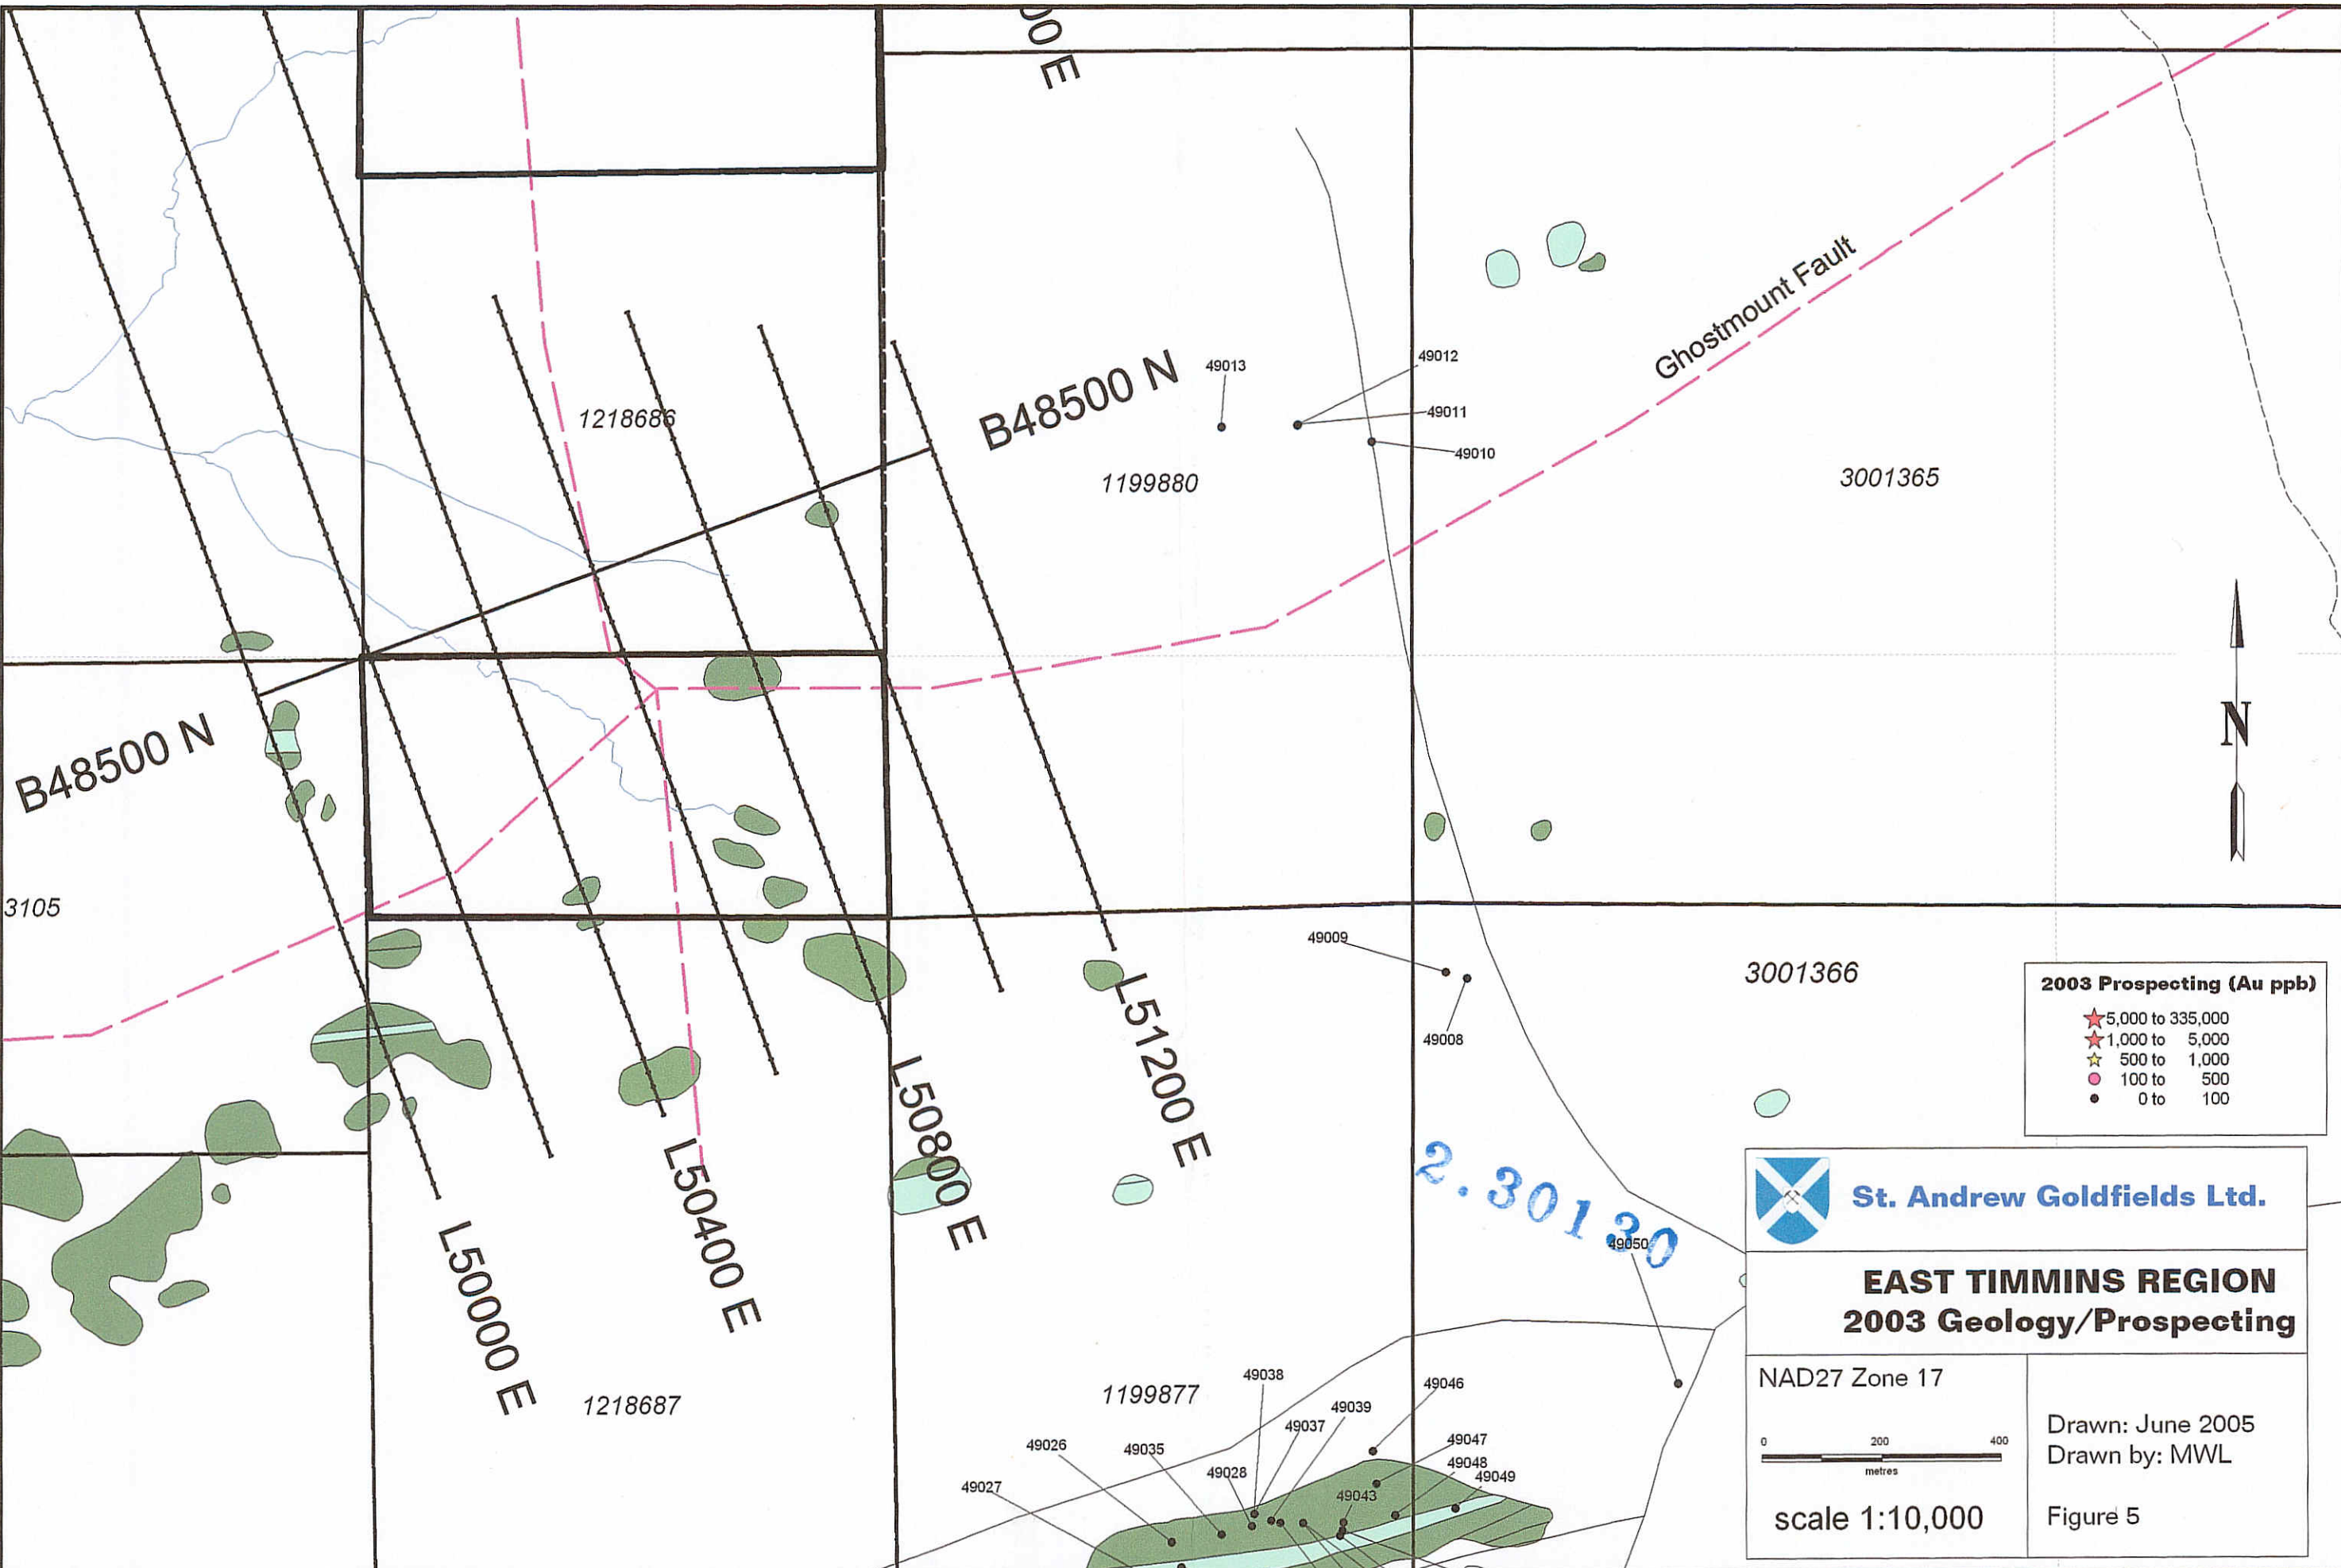 00 E
Ghostmount Fault
B48500 N
49013
49012
49011
49010
1218686
1199880
3001365
N
B48500 N
3105
49009
49008
3001366
L51200 E
L50800 E
L50400 E
L50000 E
2.30130
49050
2003 Prospecting (Au ppb)
5,000 to 335,000
1,000 to 5,000
500 to 1,000
100 to 500
0 to 100
St. Andrew Goldfields Ltd.
EAST TIMMINS REGION
2003 Geology/Prospecting
NAD27 Zone 17
0 200 400
metres
scale 1:10,000
Drawn: June 2005
Drawn by: MWL
Figure 5
1218687
1199877
49038
49046
49039
49037
49026
49035
49047
49028
49048
49049
49027
49043